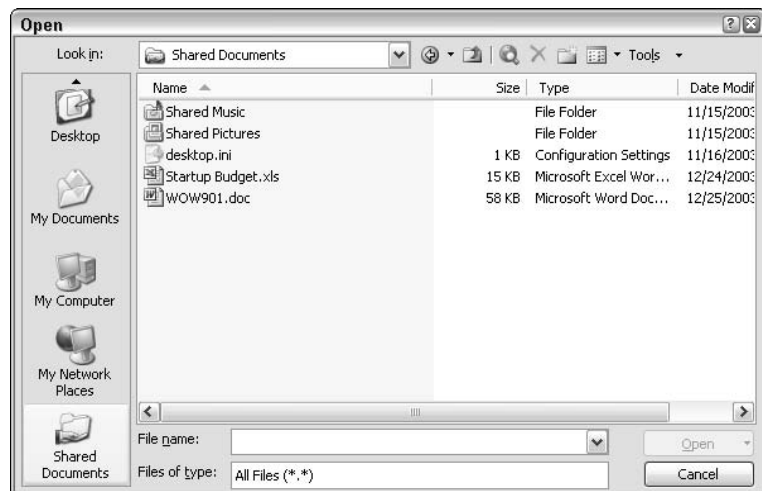 Open
Look in: Shared Documents Tools
Name Size Type Date Modif
Shared Music File Folder 11/15/2003
Shared Pictures File Folder 11/15/2003
desktop.ini 1 KB Configuration Settings 11/16/2003
Startup Budget.xls 15 KB Microsoft Excel Wor... 12/24/2003
WOW901.doc 58 KB Microsoft Word Doc... 12/25/2003
Desktop
My Documents
My Computer
My Network
Places
Shared
Documents
File name: Open
Files of type: All Files (*.*) Cancel